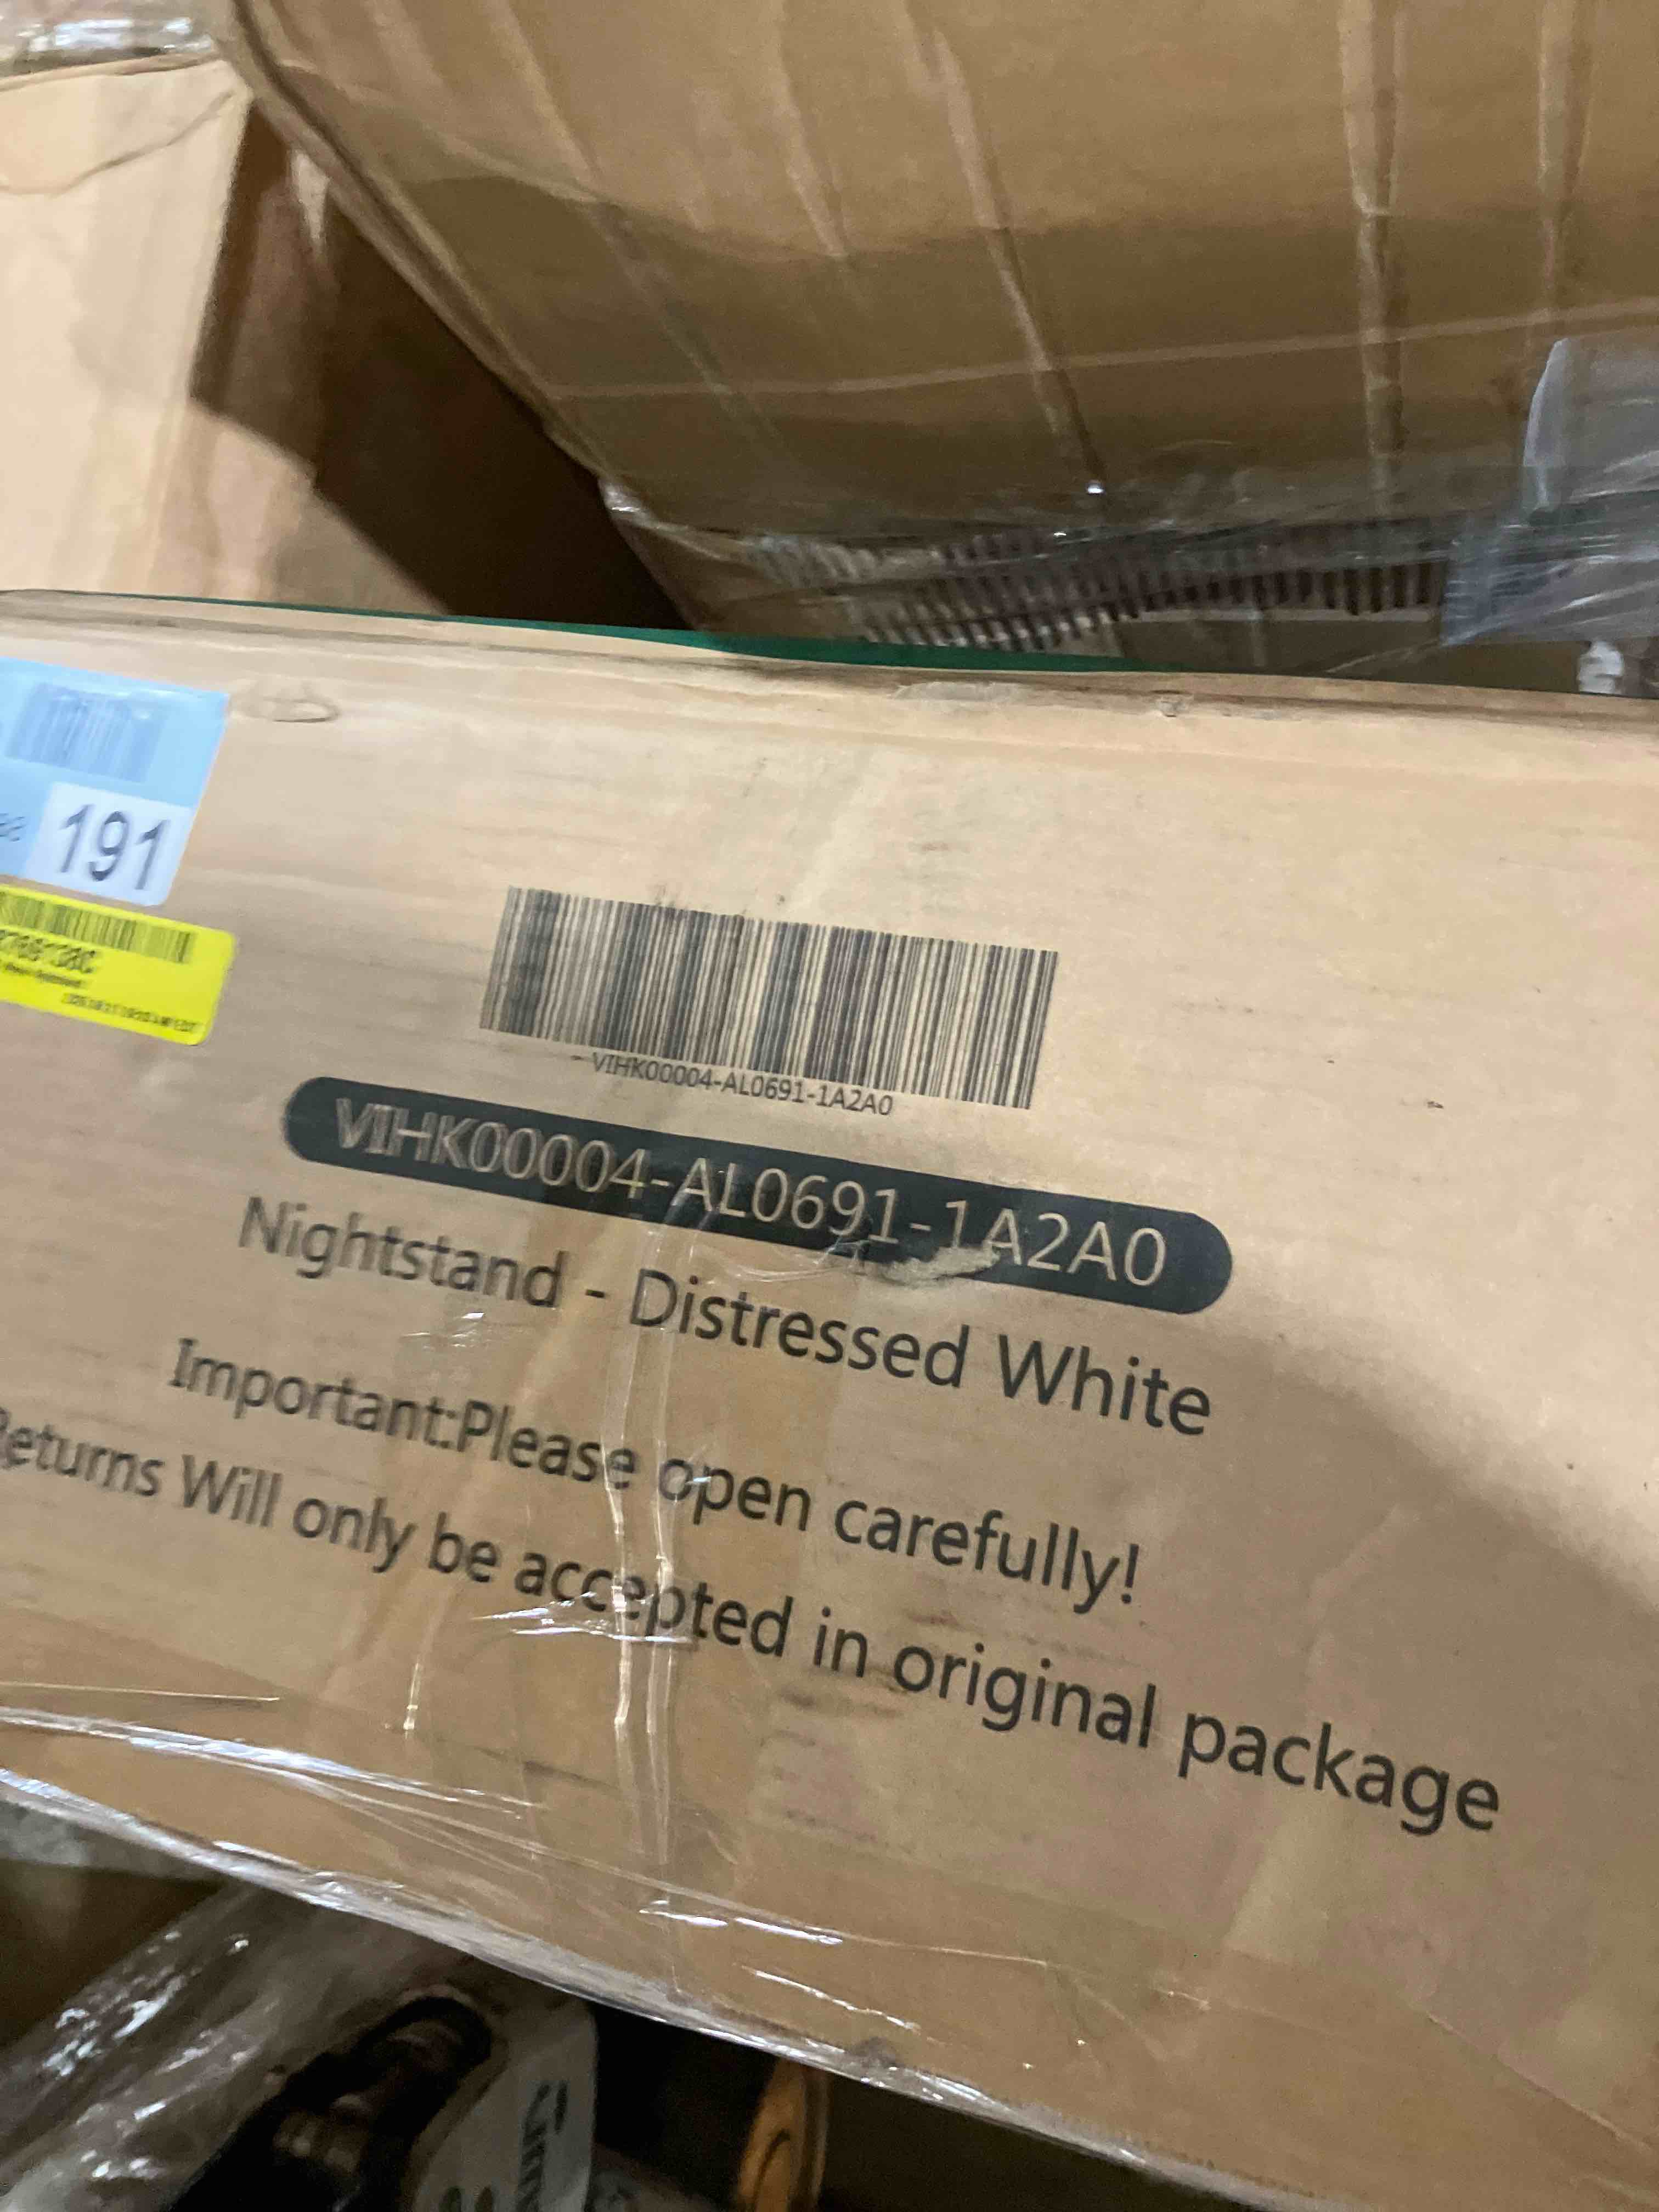 191
VIHK00004-AL0691-1A2A0
VIHK00004-AL0691-1A2A0
Nightstand - Distressed White
Important:Please open carefully!
Returns Will only be accepted in original package